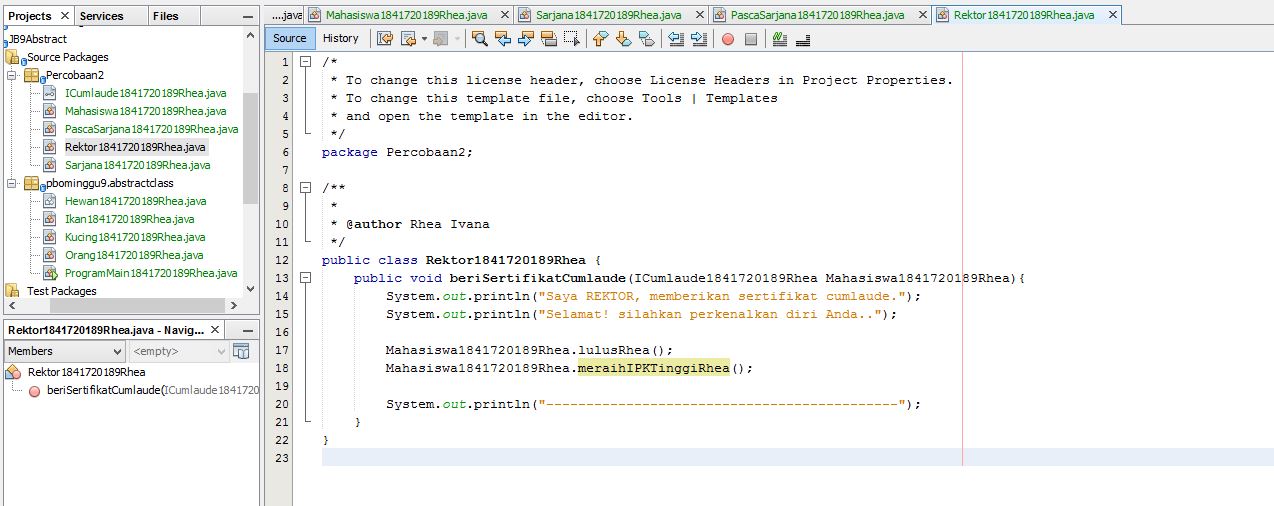 Projects
Services
Files
JB9Abstract
Source Packages
Percobaan2
ICumlaude1841720189Rhea.java
Mahasiswa1841720189Rhea.java
PascaSarjana1841720189Rhea.java
Rektor1841720189Rhea.java
Sarjana1841720189Rhea.java
pbominggu9.abstractclass
Hewan1841720189Rhea.java
Ikan1841720189Rhea.java
Kucing1841720189Rhea.java
Orang1841720189Rhea.java
ProgramMain1841720189Rhea.java
Test Packages
Rektor1841720189Rhea.java - Navig...
Members
<empty>
Rektor1841720189Rhea
beriSertifikatCumlaude(ICumlaude1841720
....java
Mahasiswa1841720189Rhea.java
Sarjana1841720189Rhea.java
PascaSarjana1841720189Rhea.java
Rektor1841720189Rhea.java
Source
History
1 /*
2 * To change this license header, choose License Headers in Project Properties.
3 * To change this template file, choose Tools | Templates
4 * and open the template in the editor.
5 */
6 package Percobaan2;
7
8 /**
9 *
10 * @author Rhea Ivana
11 */
12 public class Rektor1841720189Rhea {
13 public void beriSertifikatCumlaude(ICumlaude1841720189Rhea Mahasiswa1841720189Rhea){
14 System.out.println("Saya REKTOR, memberikan sertifikat cumlaude.");
15 System.out.println("Selamat! silahkan perkenalkan diri Anda..");
16
17 Mahasiswa1841720189Rhea.lulusRhea();
18 Mahasiswa1841720189Rhea.meraihIPKTinggiRhea();
19
20 System.out.println("--------------------------------------------");
21 }
22 }
23